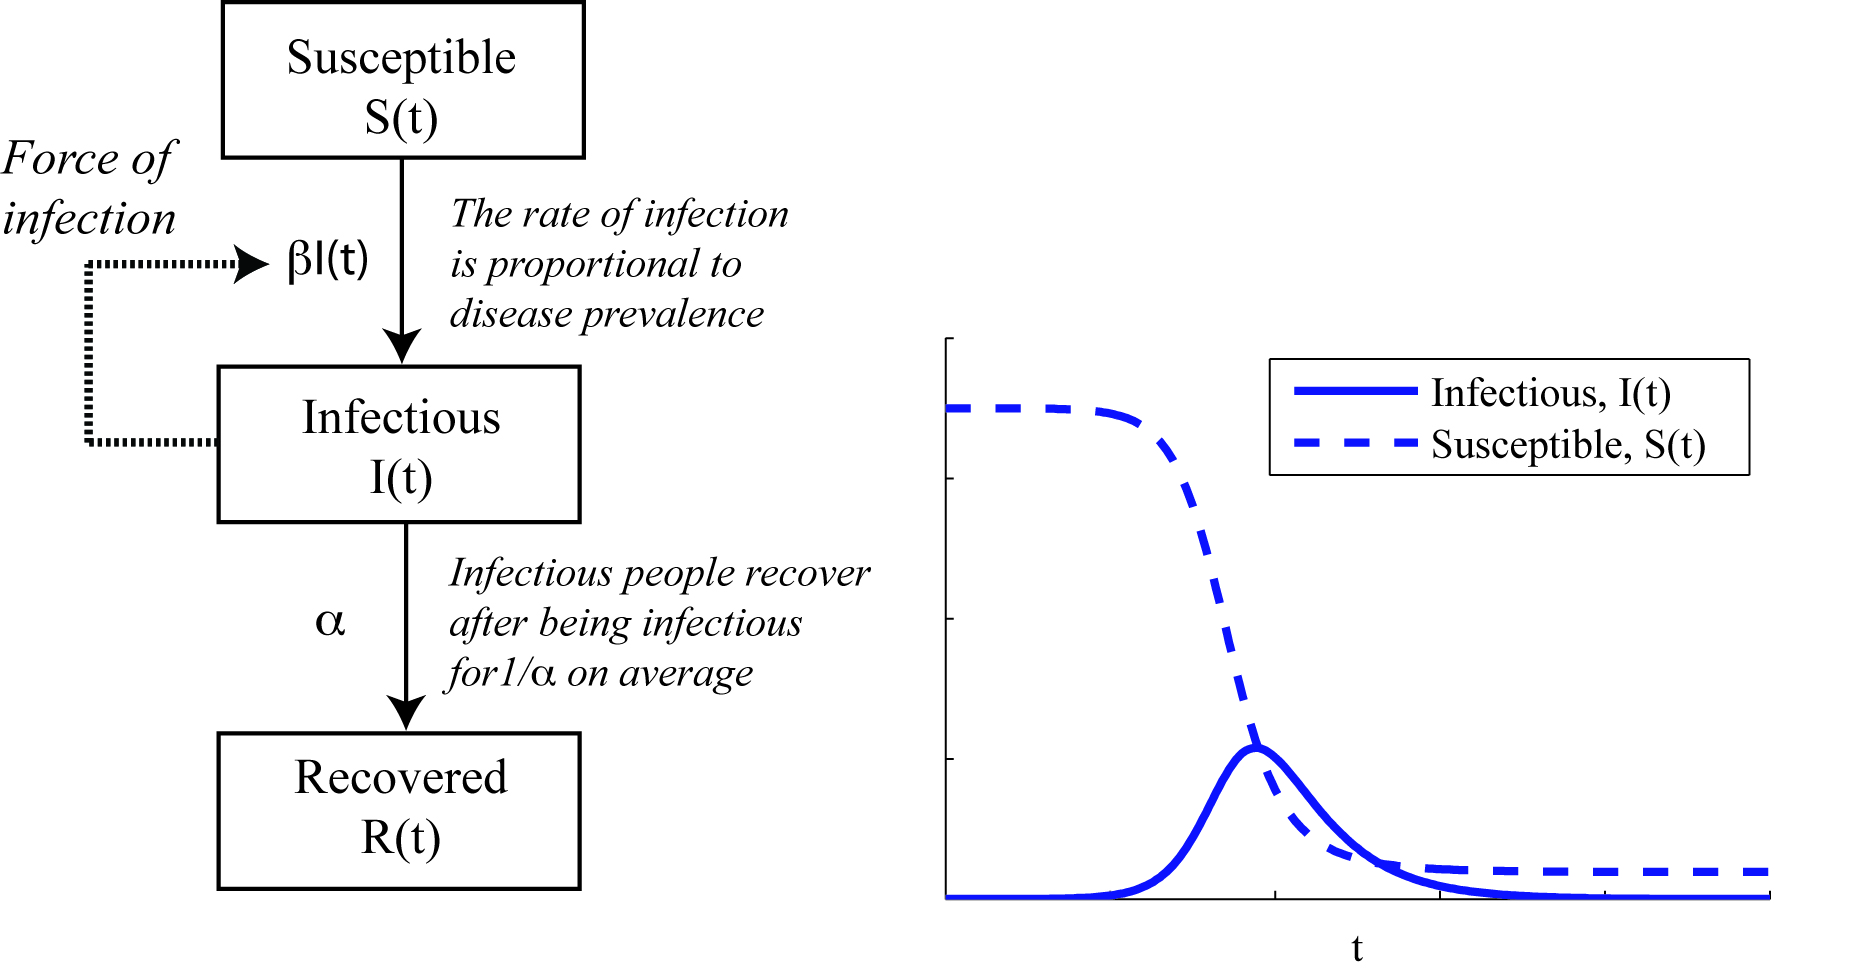 Susceptible
S(t)
Force of
infection
βI(t)
The rate of infection
is proportional to
disease prevalence
Infectious
I(t)
α
Infectious people recover
after being infectious
for1/α on average
Recovered
R(t)
Infectious, I(t)
Susceptible, S(t)
t